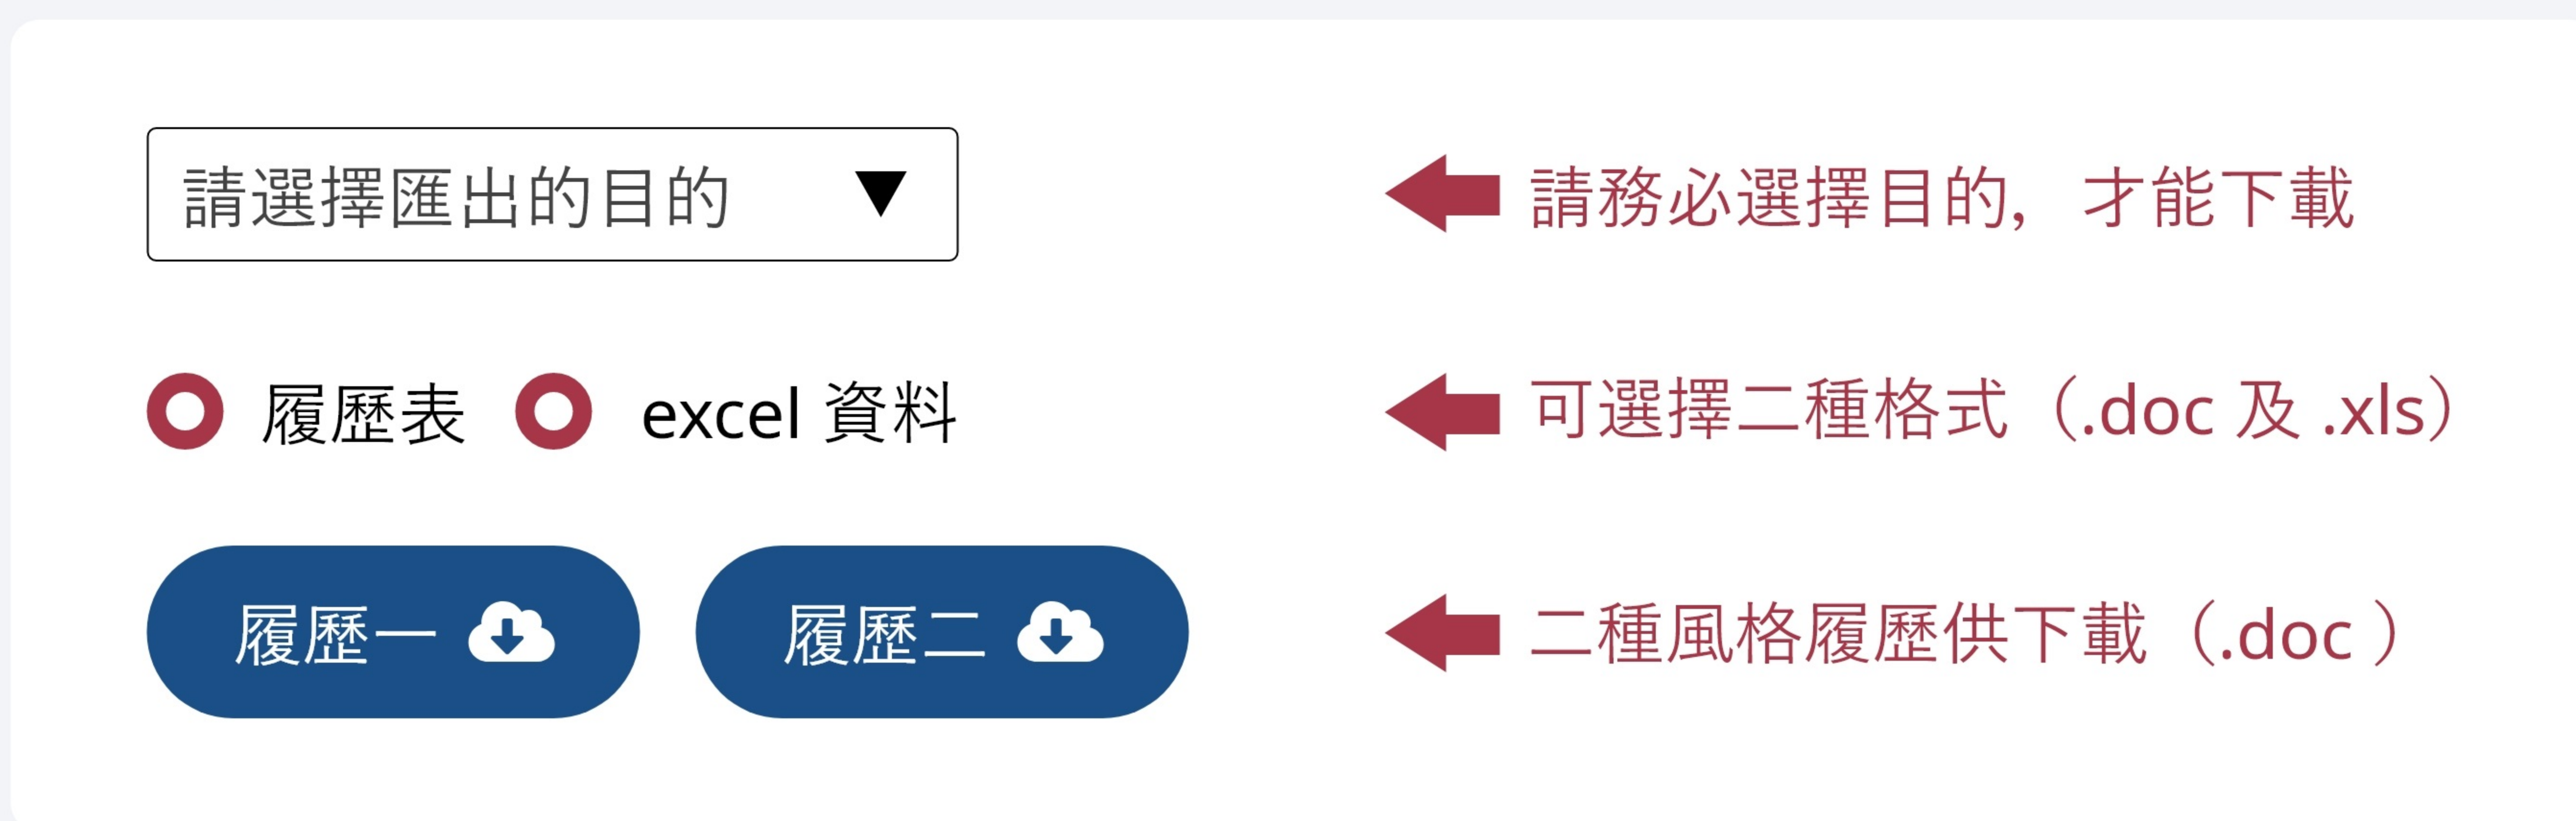 請選擇匯出的目的 請務必選擇目的，才能下載
履歷表 excel 資料 可選擇二種格式（.doc 及 .xls）
履歷一 履歷二 二種風格履歷供下載（.doc ）